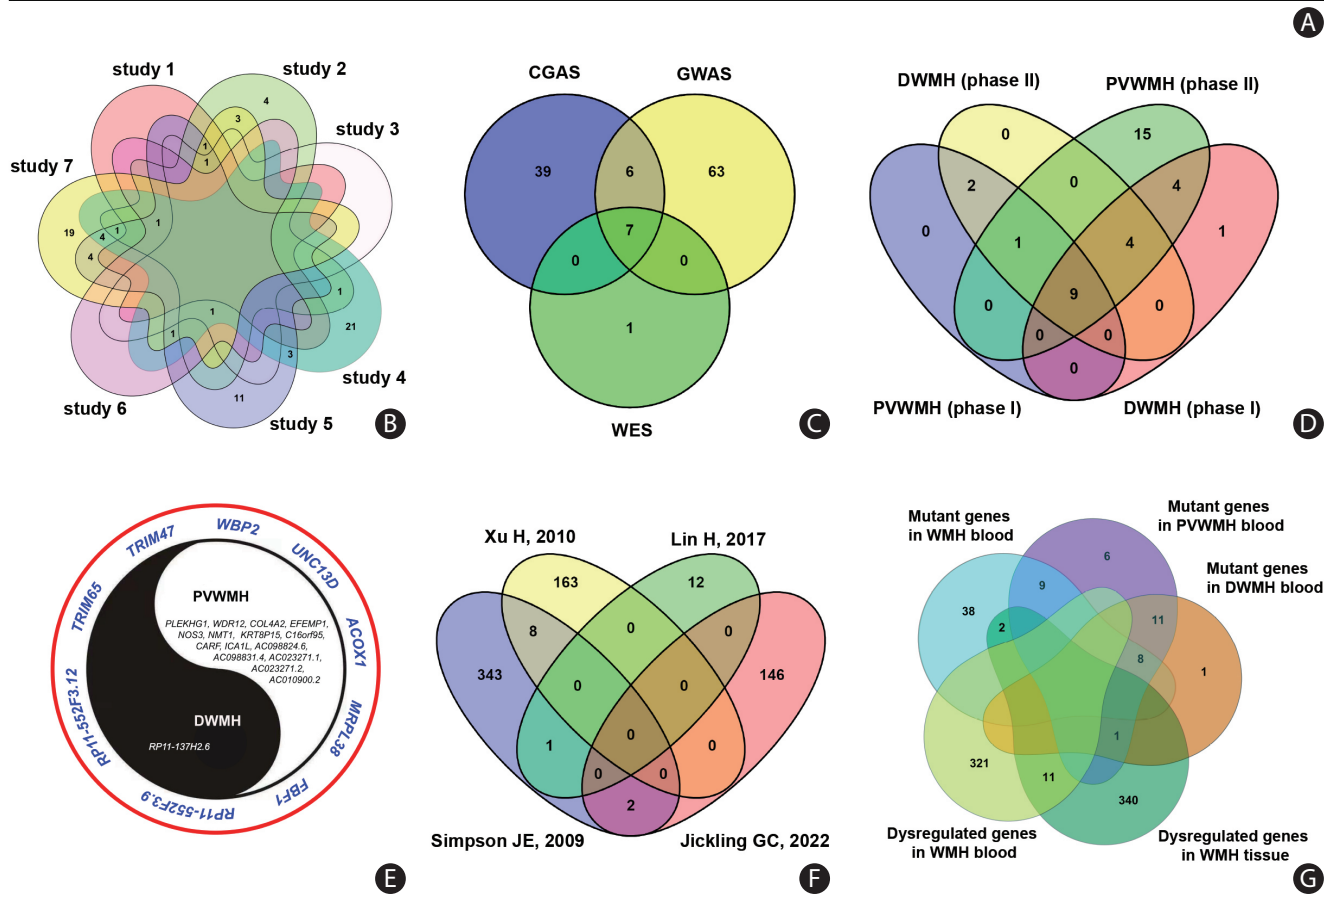 A
study 1
study 2
study 3
study 7
study 4
study 6
study 5
4
3
1
1
19
4
1
1
4
1
21
1
1
3
11
B
CGAS
GWAS
39
6
63
7
0
0
1
WES
C
DWMH (phase II)
PVWMH (phase II)
0
15
2
0
4
0
1
4
1
9
0
0
0
0
0
PVWMH (phase I)
DWMH (phase I)
D
TRIM47
WBP2
UNC13D
TRIM65
ACOX1
RP11-552F3.12
MRPL38
RP11-552F3.9
FBF1
PVWMH
PLEKHG1, WDR12, COL4A2, EFEMP1,
NOS3, NMT1, KRT8P15, C16orf95,
CARF, ICA1L, AC098824.6,
AC098831.4, AC023271.1,
AC023271.2,
AC010900.2
DWMH
RP11-137H2.6
E
Xu H, 2010
Lin H, 2017
163
12
8
0
0
343
0
0
146
1
0
0
0
0
2
Simpson JE, 2009
Jickling GC, 2022
F
Mutant genes
in WMH blood
Mutant genes
in PVWMH blood
Mutant genes
in DWMH blood
6
9
38
2
11
8
1
1
321
11
340
Dysregulated genes
in WMH blood
Dysregulated genes
in WMH tissue
G